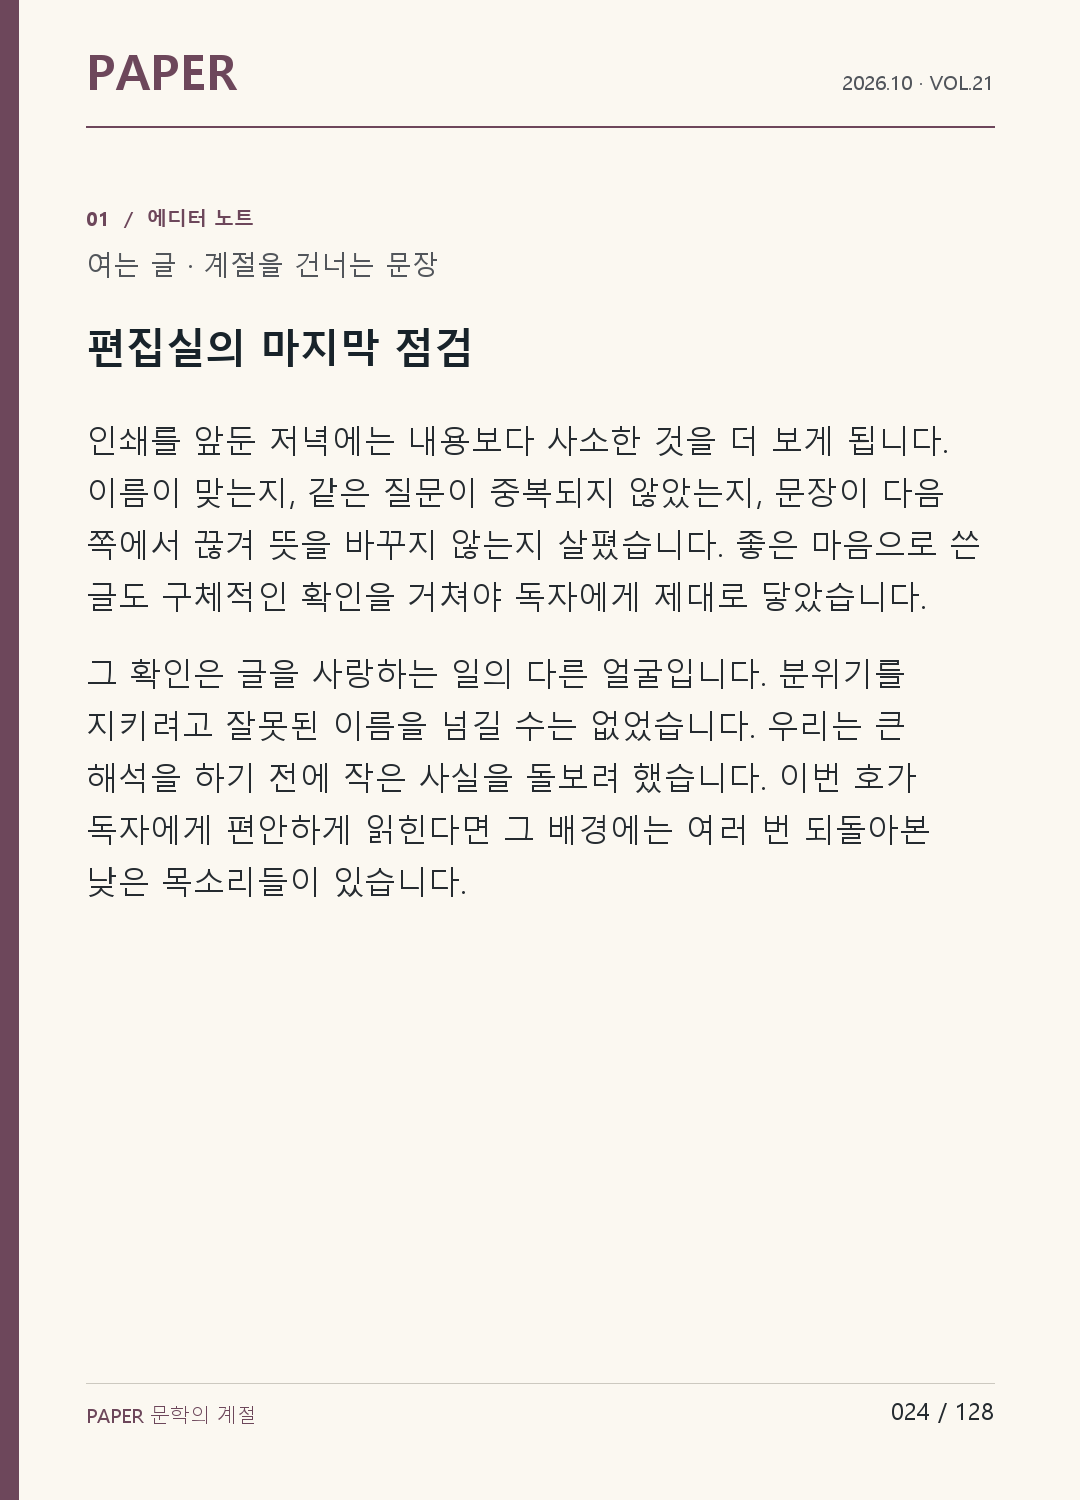 PAPER
2026.10 · VOL.21
01 / 에디터 노트
여는 글 · 계절을 건너는 문장
편집실의 마지막 점검
인쇄를 앞둔 저녁에는 내용보다 사소한 것을 더 보게 됩니다.
이름이 맞는지, 같은 질문이 중복되지 않았는지, 문장이 다음
쪽에서 끊겨 뜻을 바꾸지 않는지 살폈습니다. 좋은 마음으로 쓴
글도 구체적인 확인을 거쳐야 독자에게 제대로 닿았습니다.
그 확인은 글을 사랑하는 일의 다른 얼굴입니다. 분위기를
지키려고 잘못된 이름을 넘길 수는 없었습니다. 우리는 큰
해석을 하기 전에 작은 사실을 돌보려 했습니다. 이번 호가
독자에게 편안하게 읽힌다면 그 배경에는 여러 번 되돌아본
낮은 목소리들이 있습니다.
PAPER 문학의 계절
024 / 128